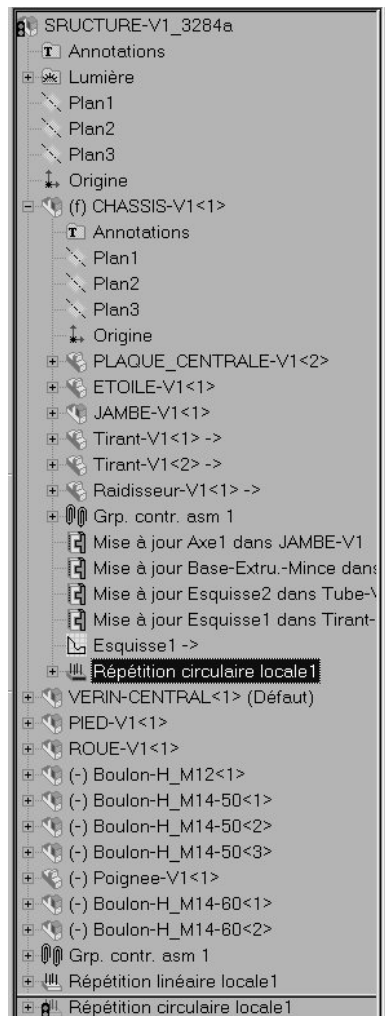 SRUCTURE-V1_3284a
Annotations
Lumière
Plan1
Plan2
Plan3
Origine
(f) CHASSIS-V1<1>
Annotations
Plan1
Plan2
Plan3
Origine
PLAQUE_CENTRALE-V1<2>
ETOILE-V1<1>
JAMBE-V1<1>
Tirant-V1<1> ->
Tirant-V1<2> ->
Raidisseur-V1<1> ->
Grp. contr. asm 1
Mise à jour Axe1 dans JAMBE-V1
Mise à jour Base-Extru.-Mince dans
Mise à jour Esquisse2 dans Tube-
Mise à jour Esquisse1 dans Tirant-
Esquisse1 ->
Répétition circulaire locale1
VERIN-CENTRAL<1> (Défaut)
PIED-V1<1>
ROUE-V1<1>
(-) Boulon-H_M12<1>
(-) Boulon-H_M14-50<1>
(-) Boulon-H_M14-50<2>
(-) Boulon-H_M14-50<3>
(-) Poignee-V1<1>
(-) Boulon-H_M14-60<1>
(-) Boulon-H_M14-60<2>
Grp. contr. asm 1
Répétition linéaire locale1
Répétition circulaire locale1